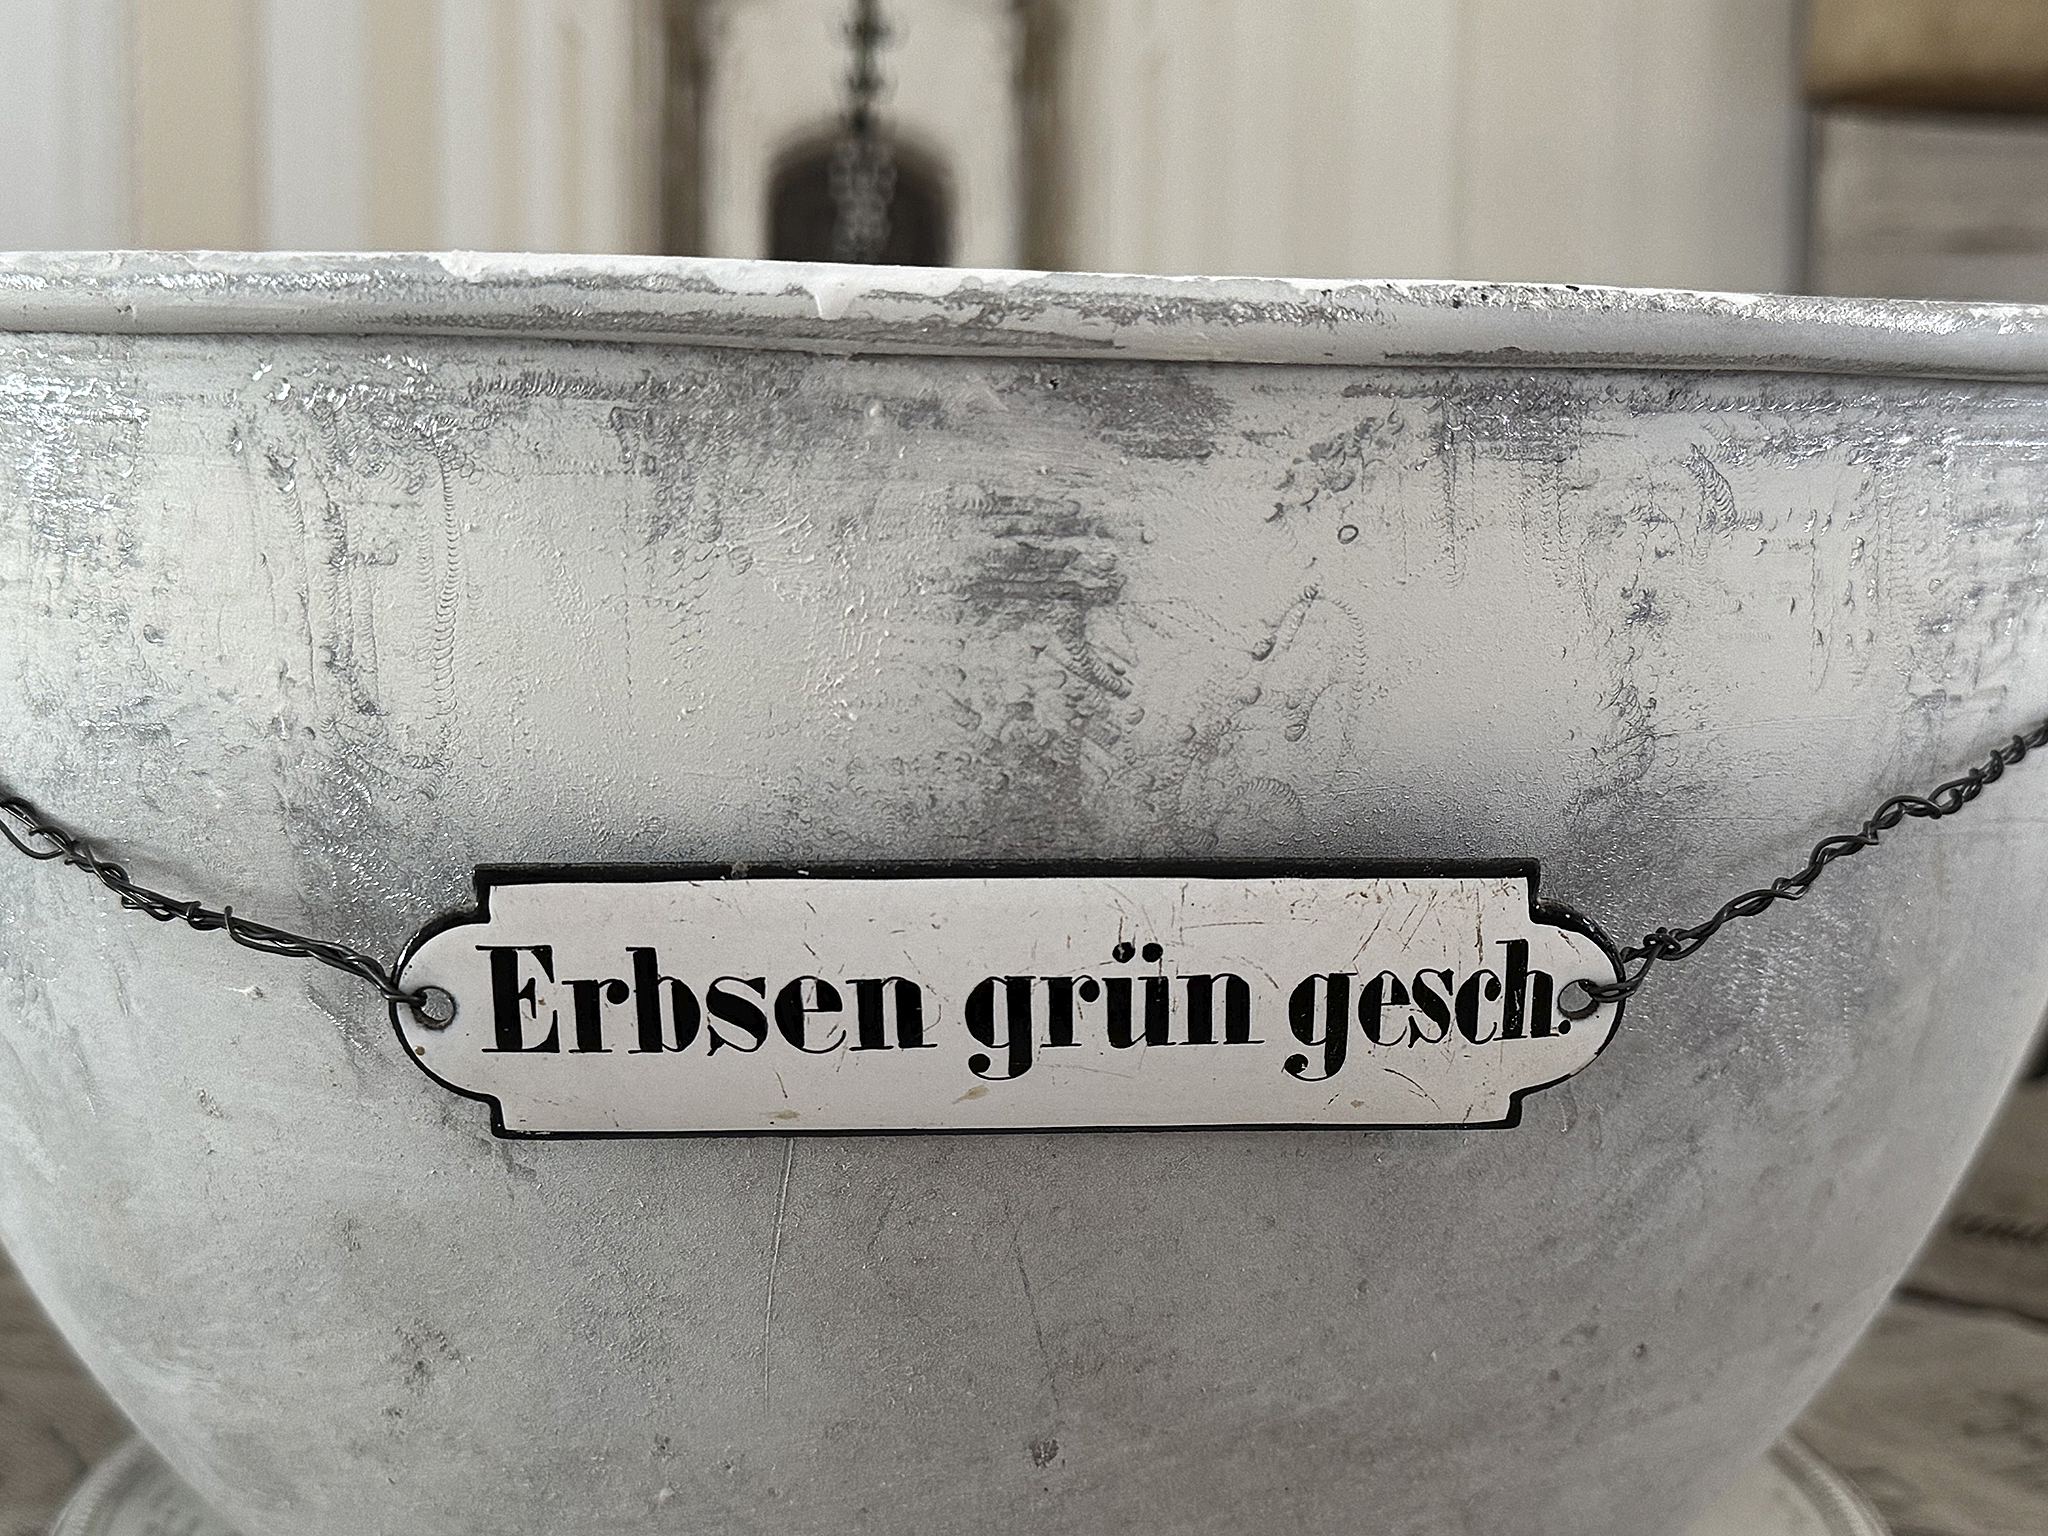 Erbsen grün gesch.